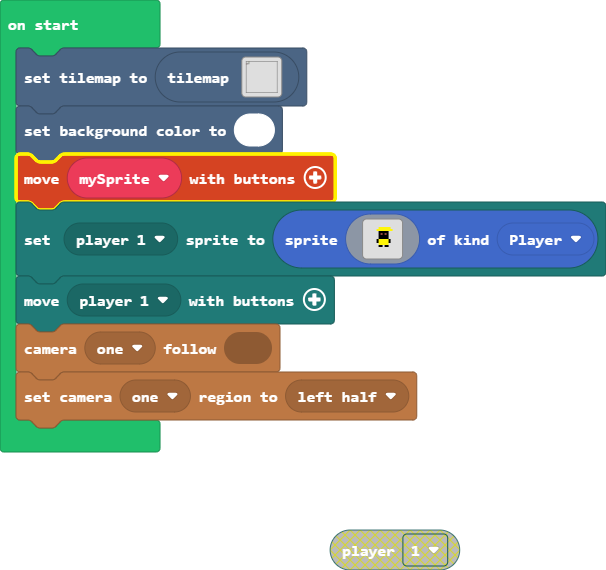 on start
set tilemap to tilemap
set background color to
move mySprite with buttons
set player 1 sprite to sprite of kind Player
move player 1 with buttons
camera one follow
set camera one region to left half
player 1